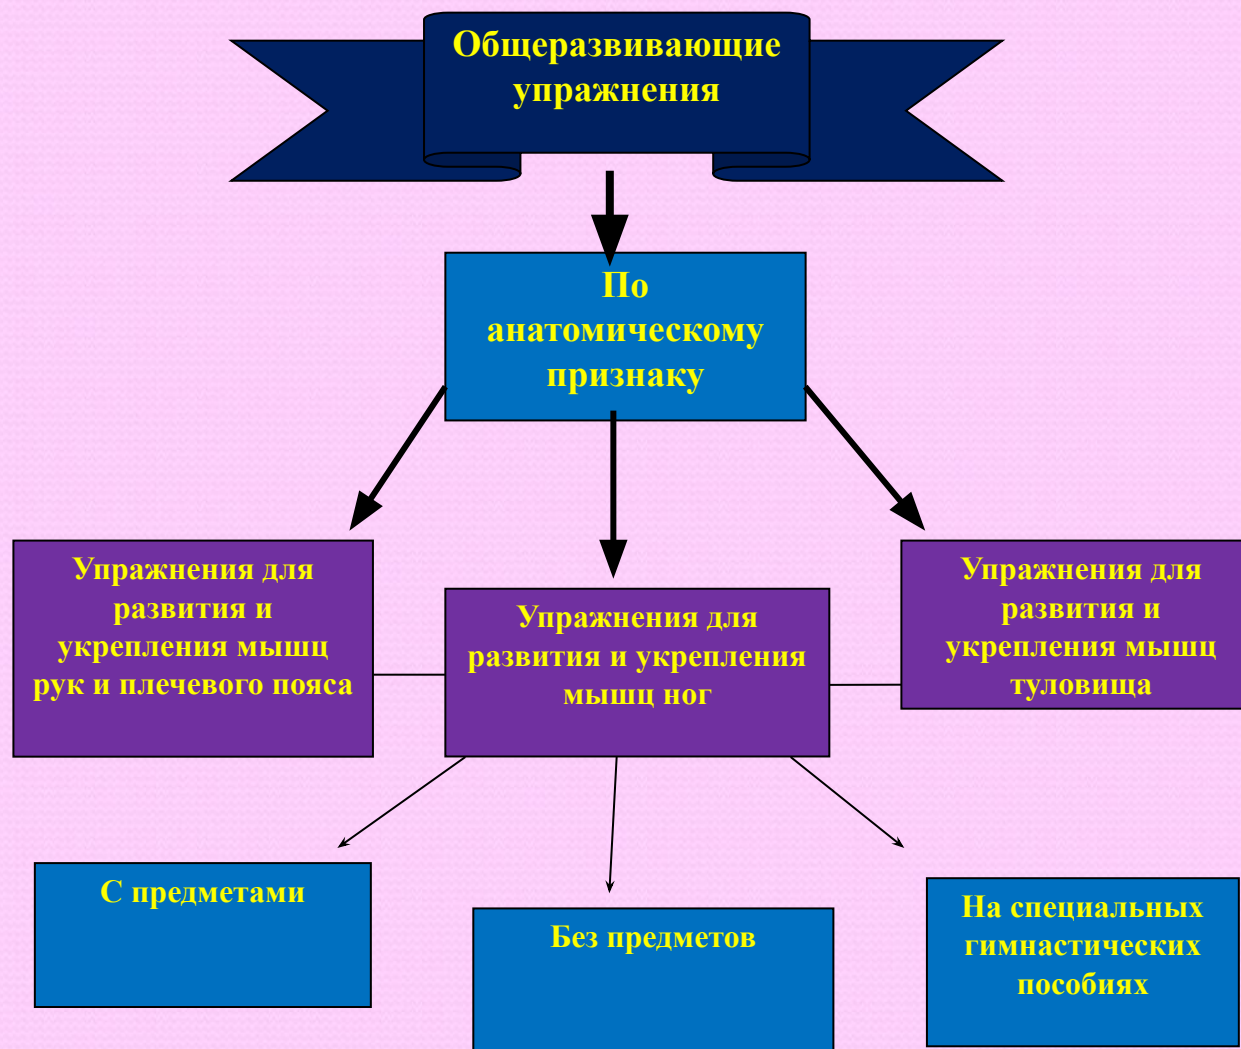 Общеразвивающие
упражнения
По
анатомическому
признаку
Упражнения для
развития и
укрепления мышц
рук и плечевого пояса
Упражнения для
развития и укрепления
мышц ног
Упражнения для
развития и
укрепления мышц
туловища
С предметами
Без предметов
На специальных
гимнастических
пособиях